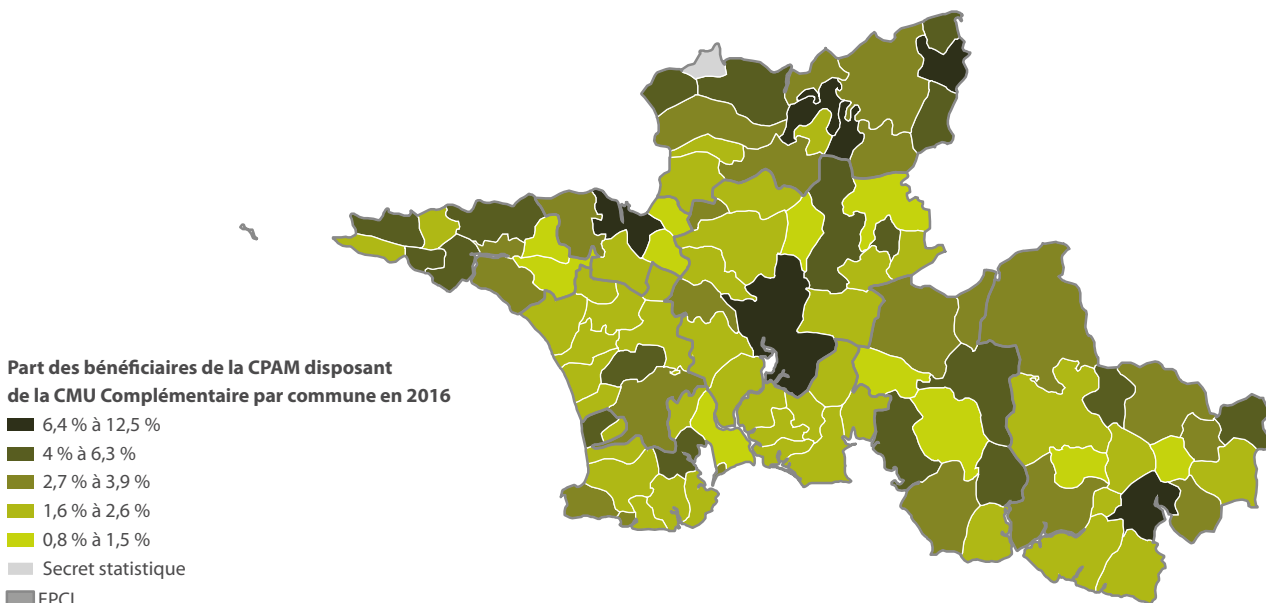 Part des bénéficiaires de la CPAM disposant
de la CMU Complémentaire par commune en 2016
6,4 % à 12,5 %
4 % à 6,3 %
2,7 % à 3,9 %
1,6 % à 2,6 %
0,8 % à 1,5 %
Secret statistique
EPCI